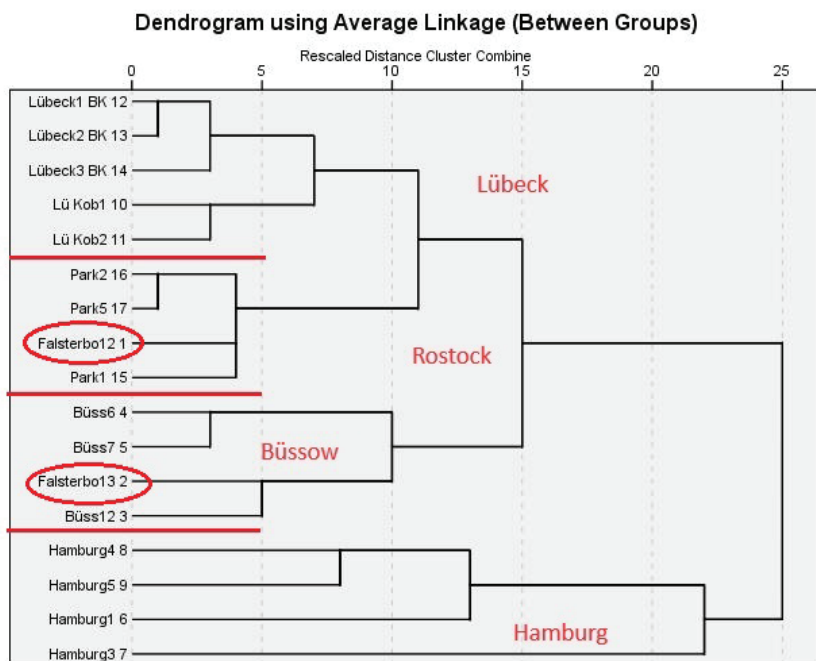 Dendrogram using Average Linkage (Between Groups)
Rescaled Distance Cluster Combine
0 5 10 15 20 25
Lübeck1 BK 12
Lübeck2 BK 13
Lübeck3 BK 14
Lübeck
Lü Kob1 10
Lü Kob2 11
Park2 16
Park5 17
Falsterbo12 1
Rostock
Park1 15
Büss6 4
Büss7 5
Büssow
Falsterbo13 2
Büss12 3
Hamburg4 8
Hamburg5 9
Hamburg1 6
Hamburg
Hamburg3 7